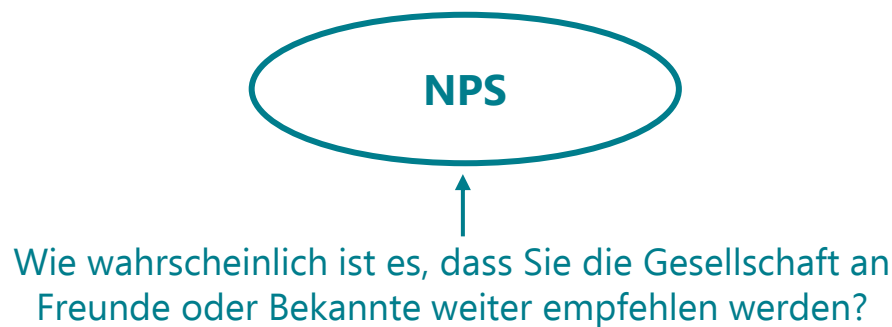 NPS
Wie wahrscheinlich ist es, dass Sie die Gesellschaft an
Freunde oder Bekannte weiter empfehlen werden?